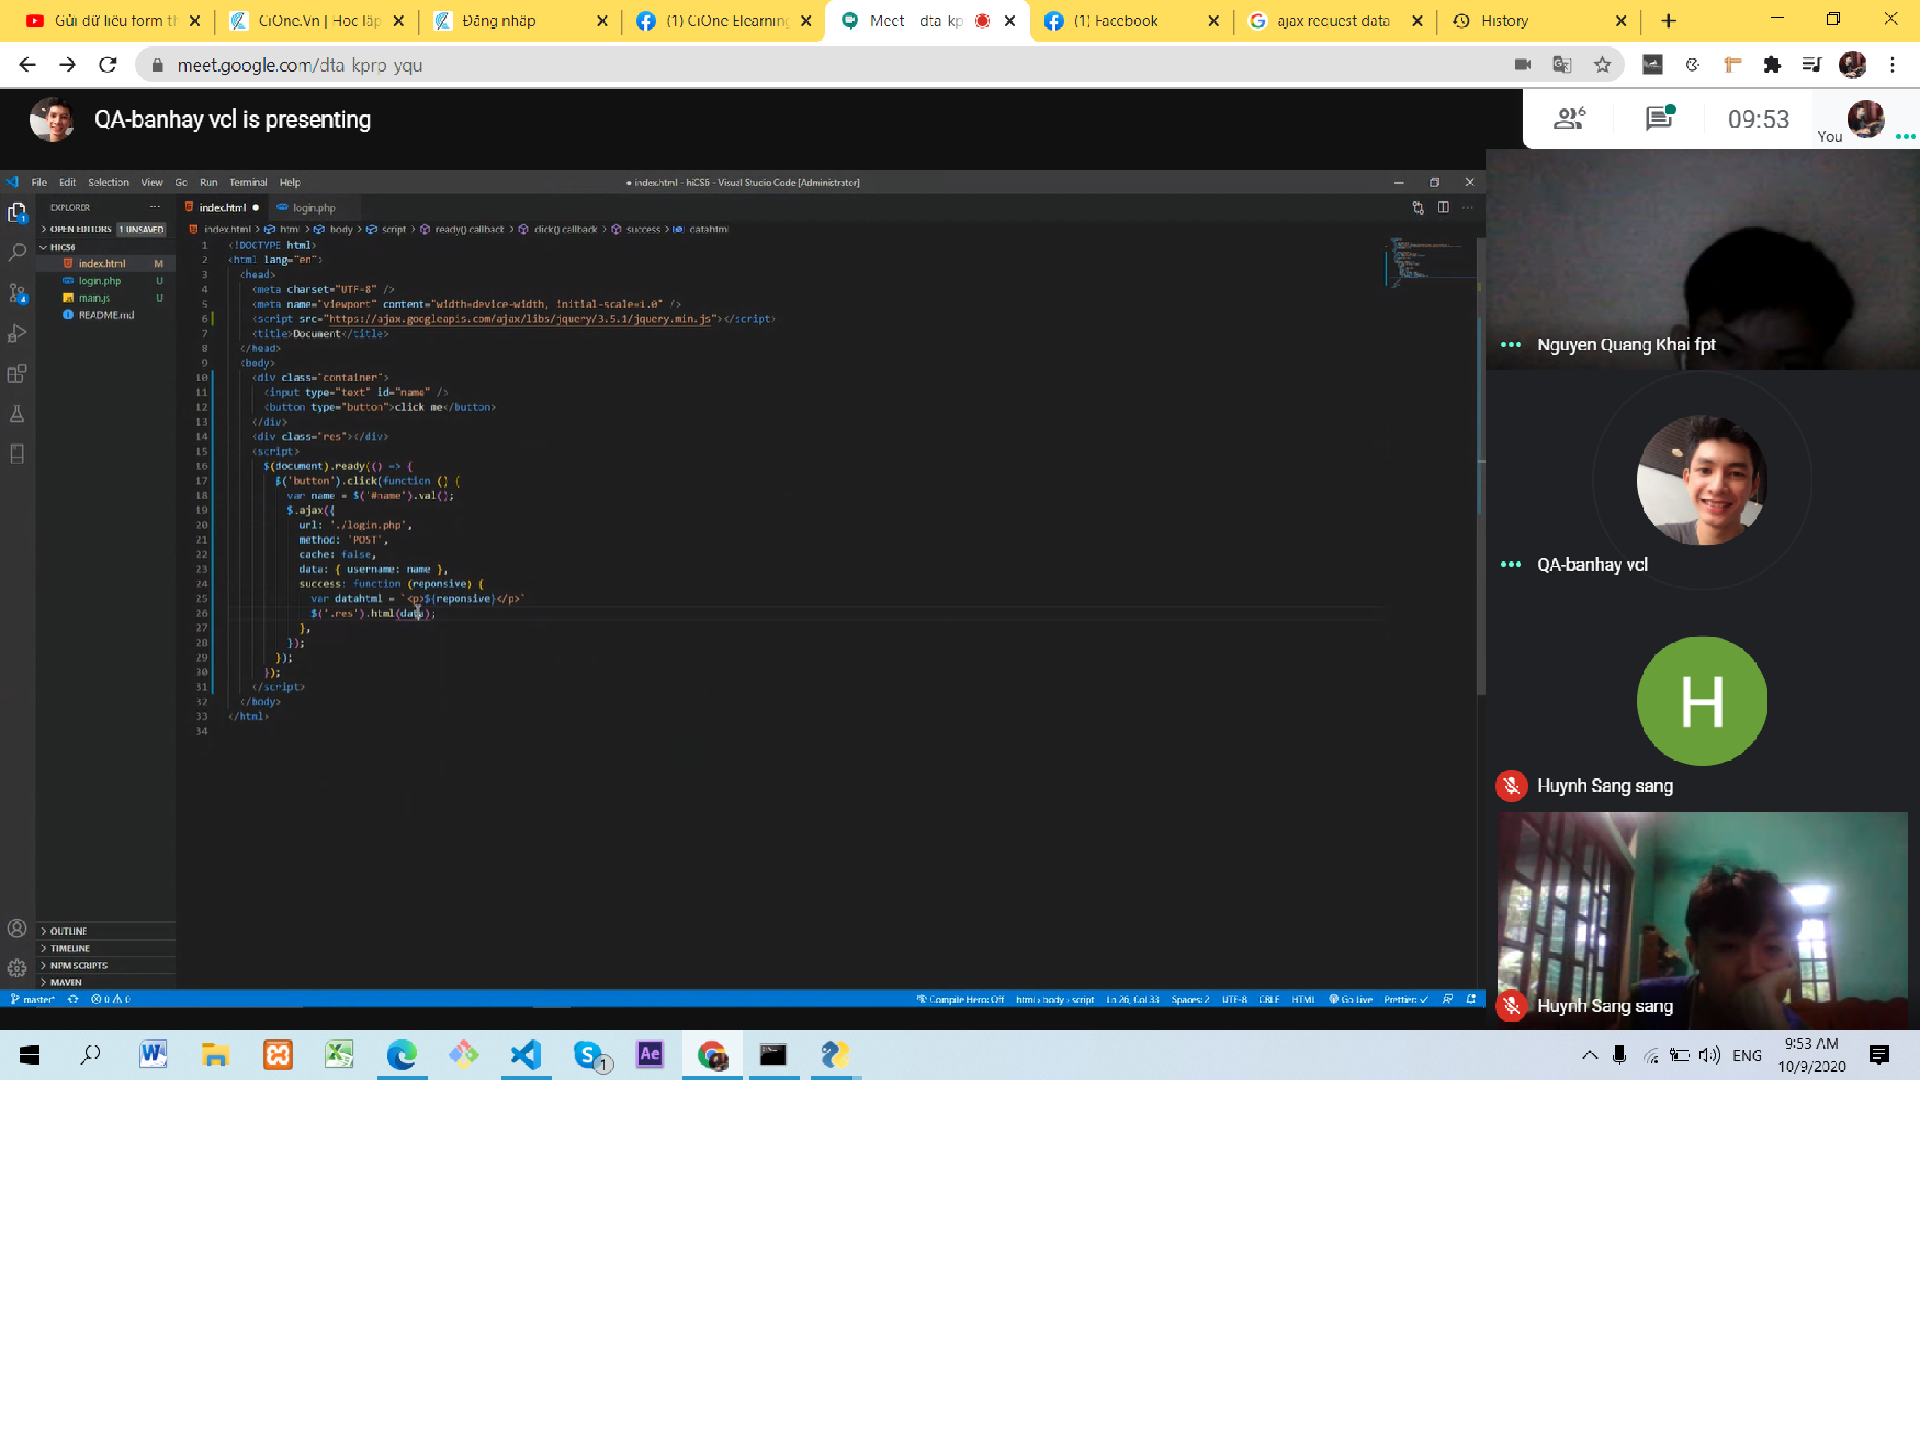 Gửi dữ liệu form th
CiOne.Vn | Học lập
Đăng nhập
(1) CiOne Elearning
Meet dta kp
(1) Facebook
ajax request data
History
meet.google.com/dta kprp yqu
QA-banhay vcl is presenting
6
09:53
You
File Edit Selection View Go Run Terminal Help
● index.html - hiCS6 - Visual Studio Code [Administrator]
EXPLORER
index.html
login.php
OPEN EDITORS 1 UNSAVED
index.html > html > body > script > ready() callback > click() callback > success > datahtml
HICS6
index.html M
login.php U
main.js U
README.md
1 <!DOCTYPE html>
2 <html lang="en">
3 <head>
4 <meta charset="UTF-8" />
5 <meta name="viewport" content="width=device-width, initial-scale=1.0" />
6 <script src="https://ajax.googleapis.com/ajax/libs/jquery/3.5.1/jquery.min.js"></script>
7 <title>Document</title>
8 </head>
9 <body>
10 <div class="container">
11 <input type="text" id="name" />
12 <button type="button">click me</button>
13 </div>
14 <div class="res"></div>
15 <script>
16 $(document).ready(() => {
17 $('button').click(function () {
18 var name = $('#name').val();
19 $.ajax({
20 url: './login.php',
21 method: 'POST',
22 cache: false,
23 data: { username: name },
24 success: function (reponsive) {
25 var datahtml = `<p>${reponsive}</p>`
26 $('.res').html(data);
27 },
28 });
29 });
30 });
31 </script>
32 </body>
33 </html>
34
OUTLINE
TIMELINE
NPM SCRIPTS
MAVEN
master* 0 0
Compile Hero: Off html > body > script Ln 26, Col 33 Spaces: 2 UTF-8 CRLF HTML Go Live Prettier: ✓
Nguyen Quang Khai fpt
QA-banhay vcl
H
Huynh Sang sang
Huynh Sang sang
1
Ae
ENG
9:53 AM
10/9/2020